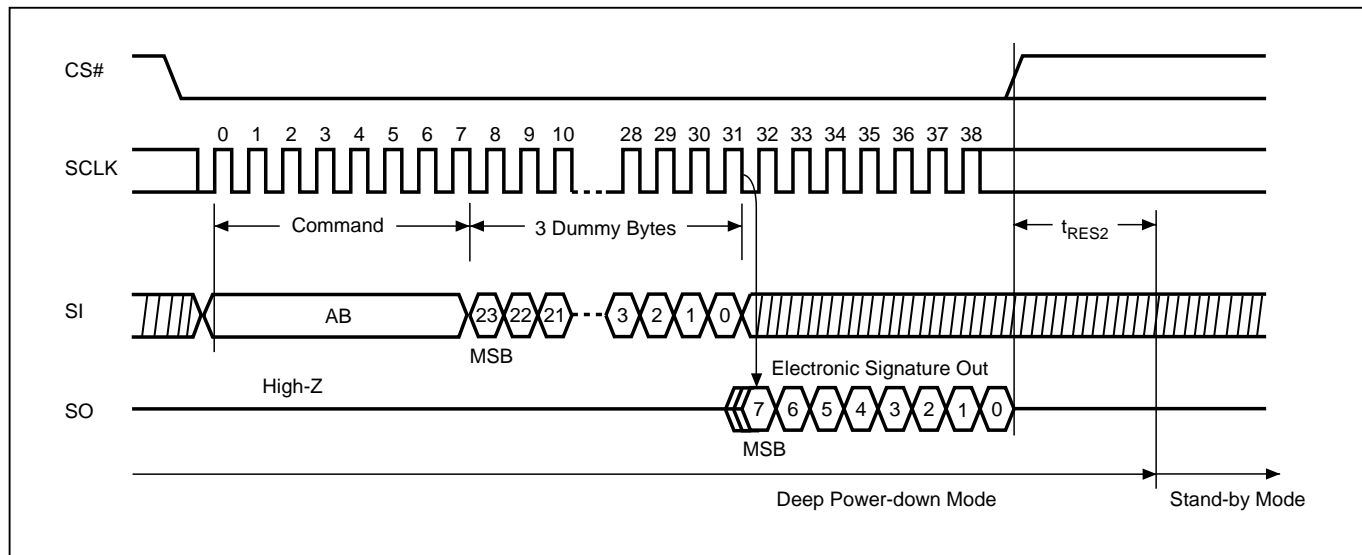 CS#
0 1 2 3 4 5 6 7 8 9 10 28 29 30 31 32 33 34 35 36 37 38
SCLK
Command 3 Dummy Bytes tRES2
SI AB 23 22 21 3 2 1 0
MSB
High-Z Electronic Signature Out
SO 7 6 5 4 3 2 1 0
MSB
Deep Power-down Mode Stand-by Mode